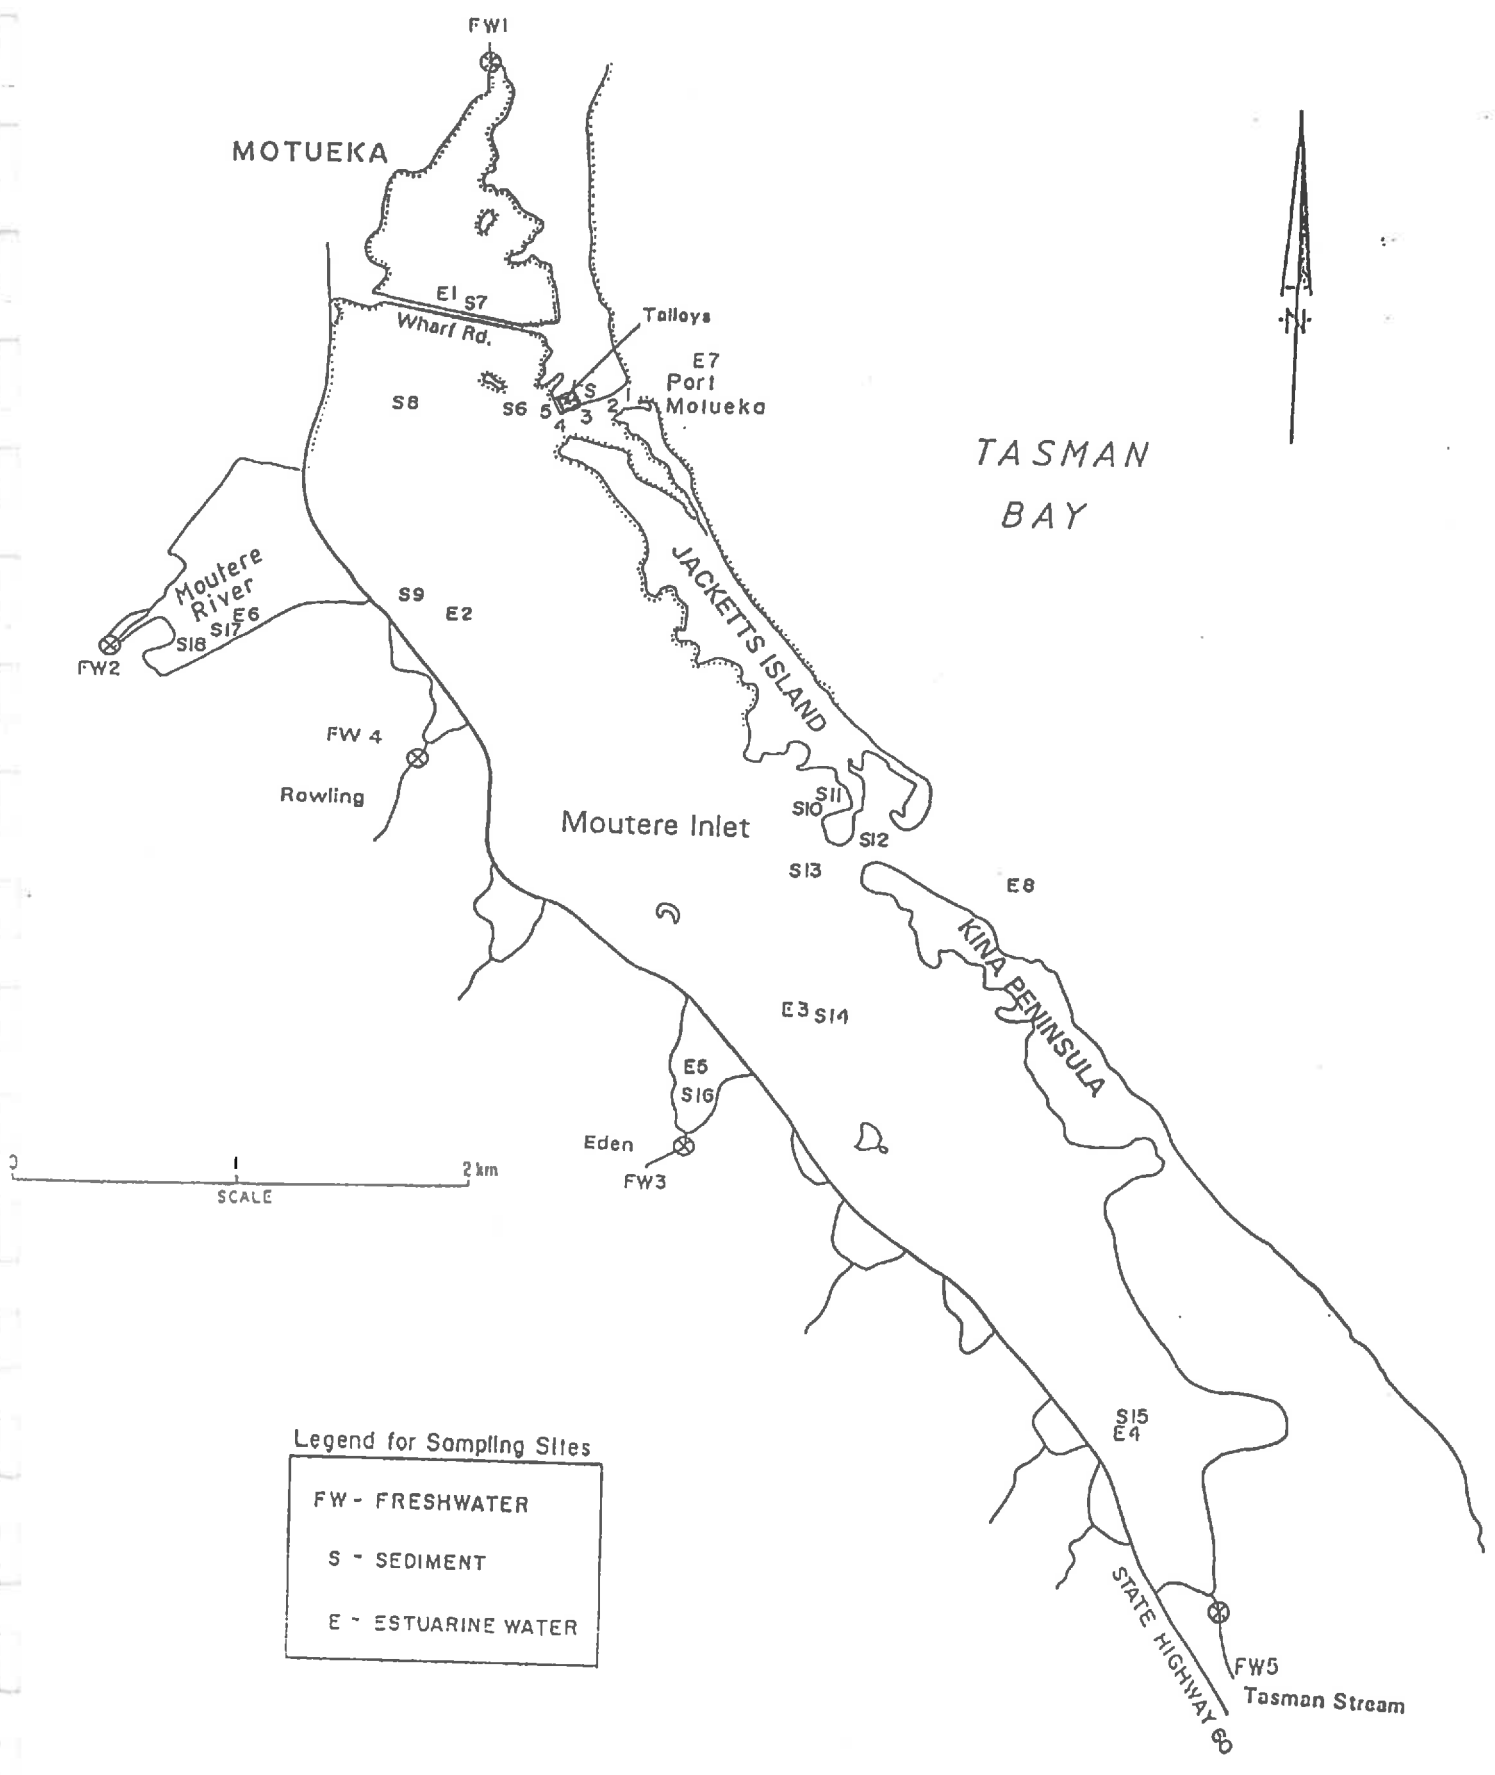 FW1
MOTUEKA
E1 S7
Wharf Rd.
Talleys
E7
Port
Motueka
S8
S6 5 4 3 2 1
S
TASMAN
BAY
N
Moutere
River
E6
S17
S18
FW2
S9
E2
JACKETTS ISLAND
FW 4
Rowling
Moutere Inlet
S11
S10
S12
S13
E8
KINA PENINSULA
E3 S14
E5
S16
Eden
FW3
0 2 km
SCALE
S15
E4
Legend for Sampling Sites
FW - FRESHWATER
S - SEDIMENT
E - ESTUARINE WATER
STATE HIGHWAY 60
FW5
Tasman Stream